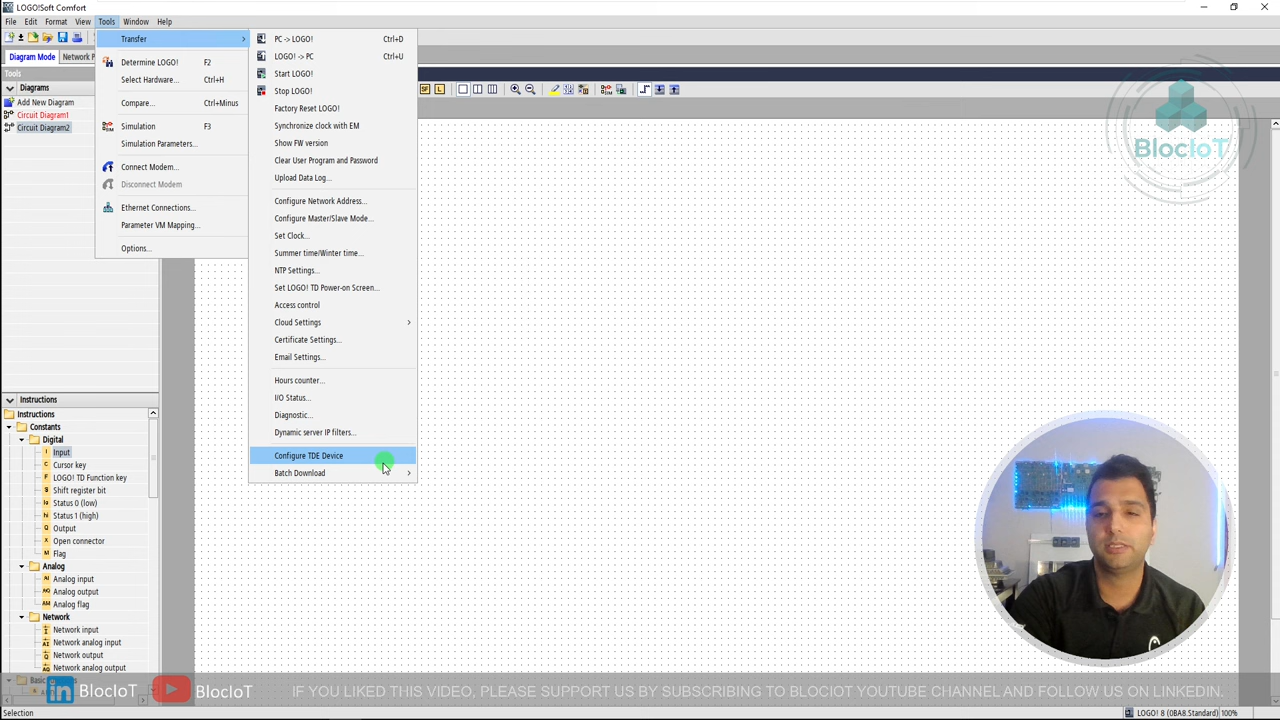 LOGO!Soft Comfort
File Edit Format View Tools Window Help
Diagram Mode Network P
Tools
Diagrams
Add New Diagram
Circuit Diagram1
Circuit Diagram2
Transfer
Determine LOGO! F2
Select Hardware... Ctrl+H
Compare... Ctrl+Minus
Simulation F3
Simulation Parameters...
Connect Modem...
Disconnect Modem
Ethernet Connections...
Parameter VM Mapping...
Options...
PC -> LOGO! Ctrl+D
LOGO! -> PC Ctrl+U
Start LOGO!
Stop LOGO!
Factory Reset LOGO!
Synchronize clock with EM
Show FW version
Clear User Program and Password
Upload Data Log...
Configure Network Address...
Configure Master/Slave Mode...
Set Clock...
Summer time/Winter time...
NTP Settings...
Set LOGO! TD Power-on Screen...
Access control
Cloud Settings
Certificate Settings...
Email Settings...
Hours counter...
I/O Status...
Diagnostic...
Dynamic server IP filters...
Configure TDE Device
Batch Download
SF L
BlocIoT
Instructions
Instructions
Constants
Digital
I Input
C Cursor key
F LOGO! TD Function key
S Shift register bit
lo Status 0 (low)
hi Status 1 (high)
Q Output
X Open connector
M Flag
Analog
AI Analog input
AQ Analog output
AM Analog flag
Network
Network input
Network analog input
Network output
Network analog output
in BlocIoT BlocIoT IF YOU LIKED THIS VIDEO, PLEASE SUPPORT US BY SUBSCRIBING TO BLOCIOT YOUTUBE CHANNEL AND FOLLOW US ON LINKEDIN.
Selection LOGO! 8 (0BA8.Standard) 100%